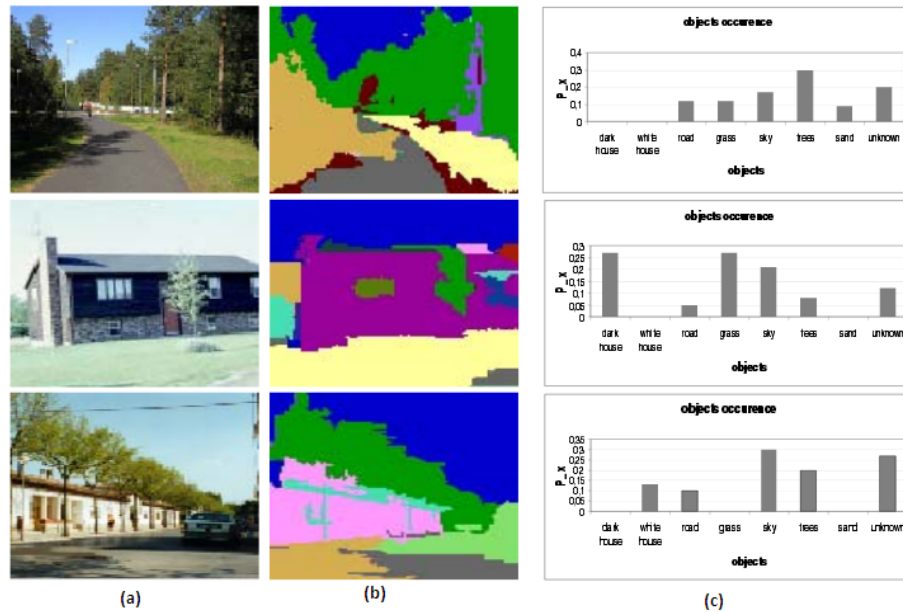 objects occurence
0,4
0,3
0,2
0,1
0
P_X
dark house
white house
road
grass
sky
trees
sand
unknown
objects
objects occurence
0,3
0,25
0,2
0,15
0,1
0,05
0
P_X
dark house
white house
road
grass
sky
trees
sand
unknown
objects
objects occurence
0,35
0,3
0,25
0,2
0,15
0,1
0,05
0
P_X
dark house
white house
road
grass
sky
trees
sand
unknown
objects
(a)
(b)
(c)